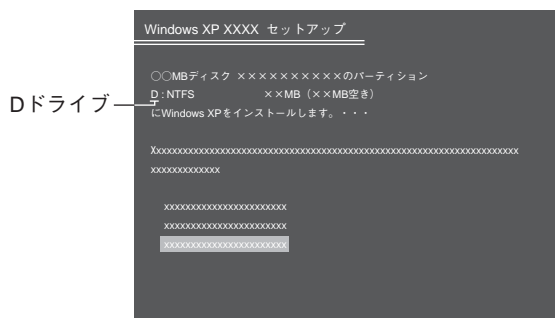 Windows XP XXXX セットアップ
○○MBディスク ××××××××××のパーティション
D : NTFS ××MB（××MB空き）
にWindows XPをインストールします。・・・
Dドライブ
Xxxxxxxxxxxxxxxxxxxxxxxxxxxxxxxxxxxxxxxxxxxxxxxxxxxxxxxxxxxxxxxxxxxxx
xxxxxxxxxxxxx
xxxxxxxxxxxxxxxxxxxxxxx
xxxxxxxxxxxxxxxxxxxxxxx
xxxxxxxxxxxxxxxxxxxxxxx